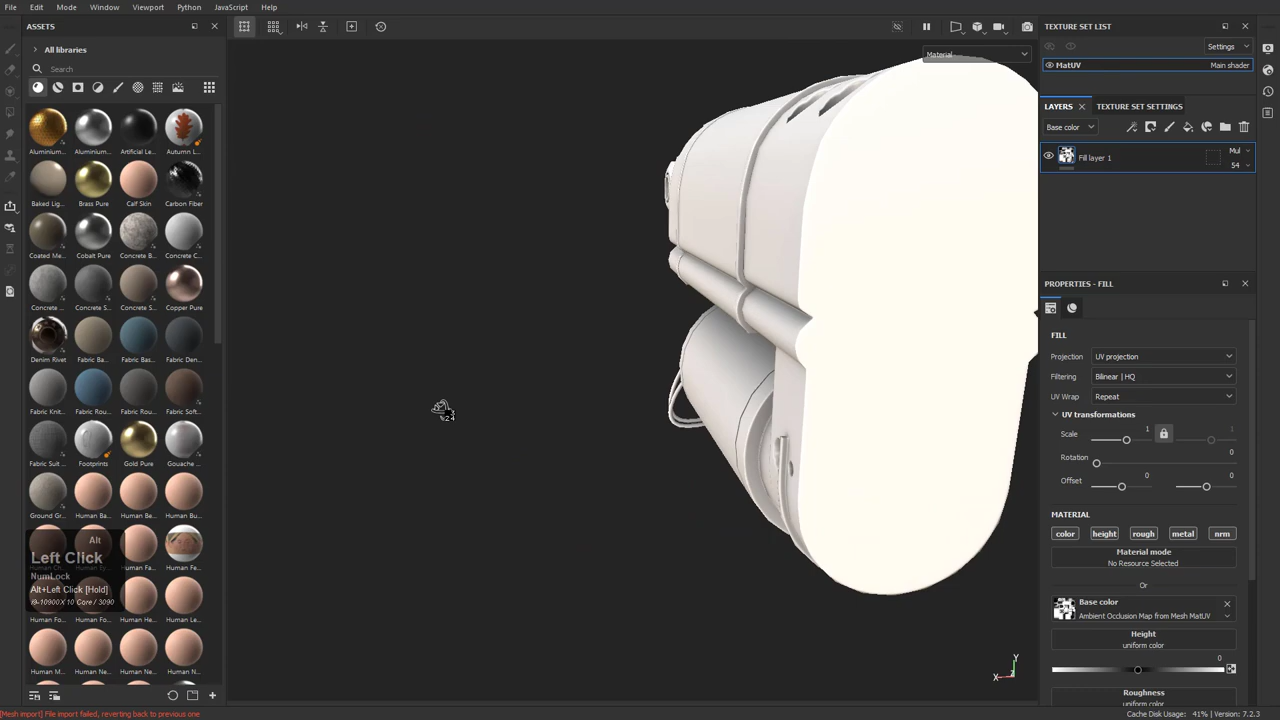 File Edit Mode Window Viewport Python JavaScript Help
ASSETS
All libraries
Search
Aluminium... Aluminium... Artificial Le... Autumn L...
Baked Lig... Brass Pure Calf Skin Carbon Fiber
Coated Me... Cobalt Pure Concrete B... Concrete C...
Concrete ... Concrete S... Concrete S... Copper Pure
Denim Rivet Fabric Ba... Fabric Bas... Fabric Den...
Fabric Knit... Fabric Rou... Fabric Rou... Fabric Soft...
Fabric Suit ... Footprints Gold Pure Gouache ...
Ground Gr... Human Ba... Human Be... Human Bu...
Human Fa... Human Fe...
Human Fo... Human Fo... Human He... Human Le...
Human M... Human Ne... Human Ne... Human Ne...
Alt
Left Click
NumLock
Alt+Left Click [Hold]
i9-10900X 10 Core / 3090
[Mesh import] File import failed, reverting back to previous one
Material
Y
X
TEXTURE SET LIST
Settings
MatUV Main shader
LAYERS TEXTURE SET SETTINGS
Base color
Fill layer 1 Mul
54
PROPERTIES - FILL
FILL
Projection UV projection
Filtering Bilinear | HQ
UV Wrap Repeat
UV transformations
Scale 1 1
Rotation 0
Offset 0 0
MATERIAL
color height rough metal nrm
Material mode
No Resource Selected
Or
Base color
Ambient Occlusion Map from Mesh MatUV
Height
uniform color
0
Roughness
uniform color
Cache Disk Usage: 41% | Version: 7.2.3